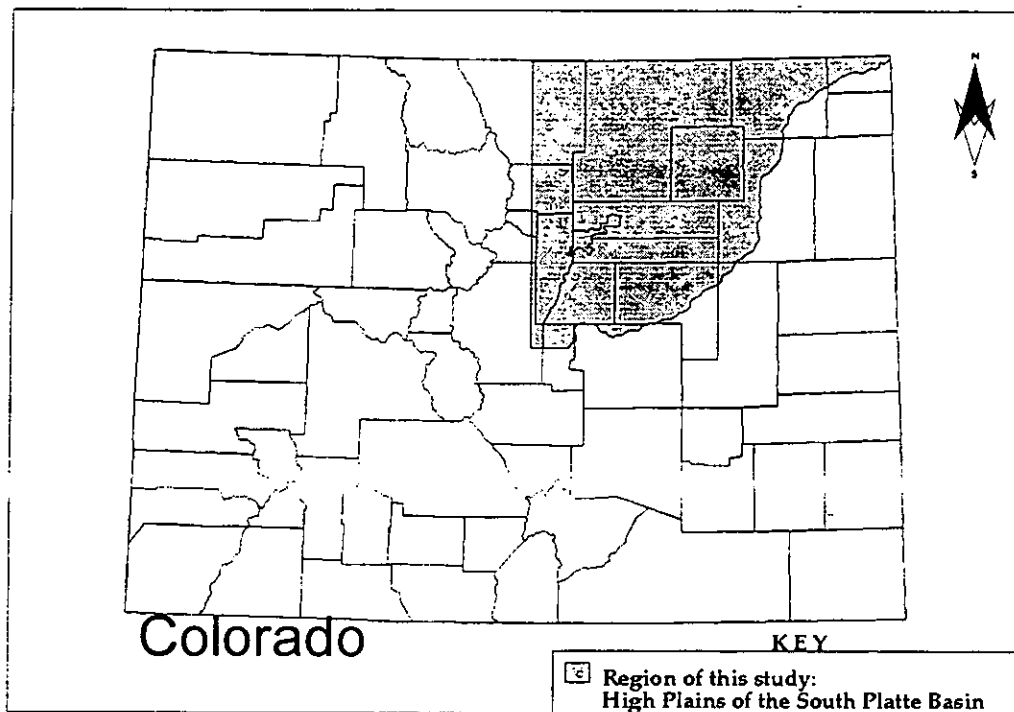 N
S
Colorado
KEY
Region of this study:
High Plains of the South Platte Basin